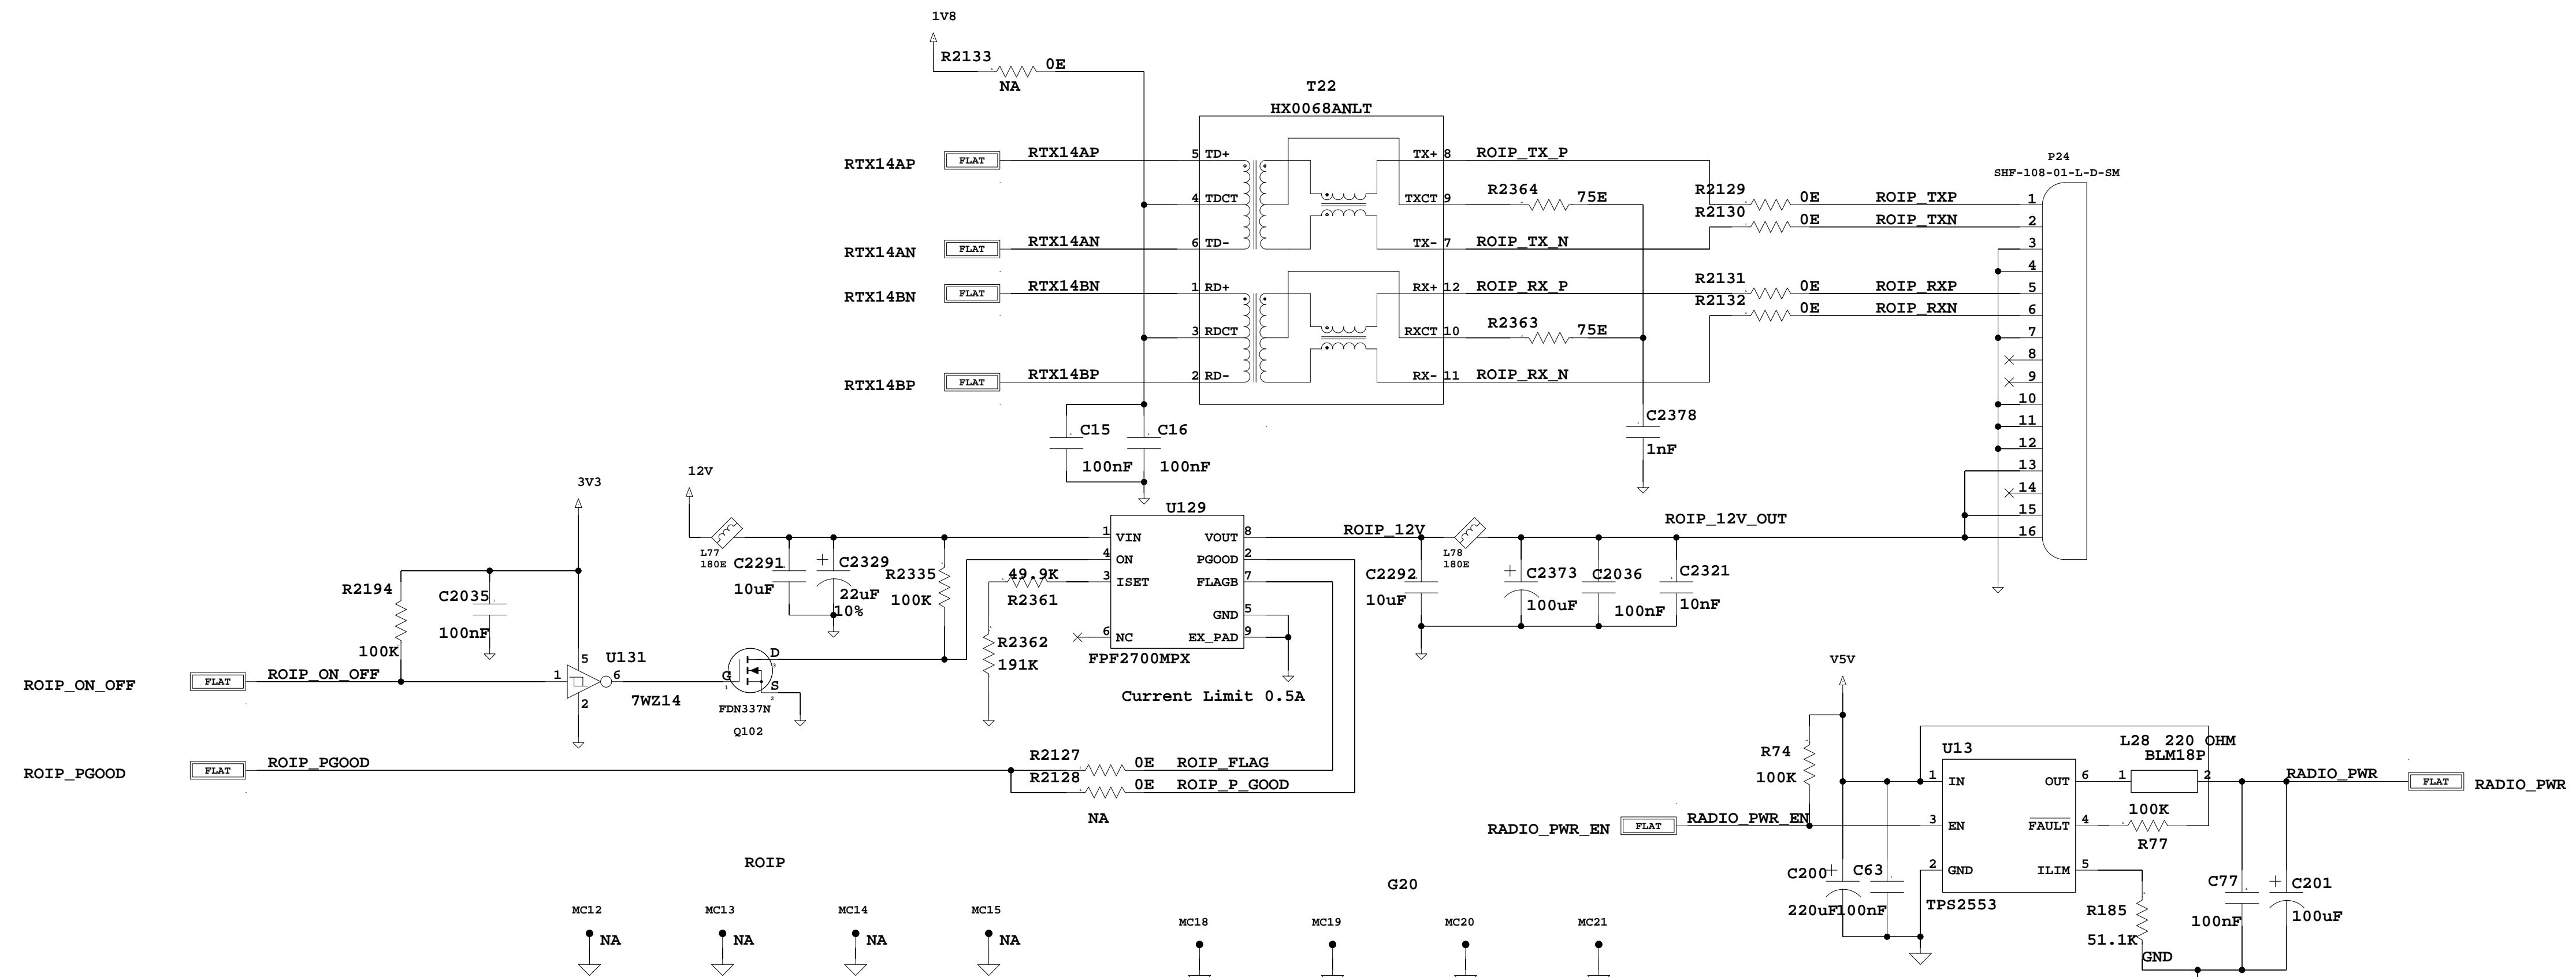 1V8
R2133
0E
NA
T22
HX0068ANLT
RTX14AP
FLAT
RTX14AP
5 TD+
TX+ 8
ROIP_TX_P
4 TDCT
TXCT 9
R2364
75E
RTX14AN
FLAT
RTX14AN
6 TD-
TX- 7
ROIP_TX_N
RTX14BN
FLAT
RTX14BN
1 RD+
RX+ 12
ROIP_RX_P
3 RDCT
RXCT 10
R2363
75E
RTX14BP
FLAT
RTX14BP
2 RD-
RX- 11
ROIP_RX_N
R2129
0E
ROIP_TXP
R2130
0E
ROIP_TXN
R2131
0E
ROIP_RXP
R2132
0E
ROIP_RXN
P24
SHF-108-01-L-D-SM
1
2
3
4
5
6
7
8
9
10
11
12
13
14
15
16
C15
100nF
C16
100nF
C2378
1nF
12V
L77
180E
C2291
10uF
C2329
22uF
10%
R2335
100K
49.9K
R2361
R2362
191K
U129
1 VIN
4 ON
3 ISET
6 NC
VOUT 8
PGOOD 2
FLAGB 7
GND 5
EX_PAD 9
FPF2700MPX
Current Limit 0.5A
ROIP_12V
L78
180E
ROIP_12V_OUT
C2292
10uF
C2373
100uF
C2036
100nF
C2321
10nF
3V3
R2194
100K
C2035
100nF
ROIP_ON_OFF
FLAT
ROIP_ON_OFF
1
5
U131
6
2
7WZ14
G
1
D
3
S
2
FDN337N
Q102
ROIP_PGOOD
FLAT
ROIP_PGOOD
R2127
0E
ROIP_FLAG
R2128
0E
ROIP_P_GOOD
NA
V5V
R74
100K
RADIO_PWR_EN
FLAT
RADIO_PWR_EN
U13
1 IN
3 EN
2 GND
OUT 6
FAULT 4
ILIM 5
TPS2553
L28 220 OHM
BLM18P
1
2
100K
R77
RADIO_PWR
FLAT
RADIO_PWR
C200
220uF
C63
100nF
R185
51.1K
GND
C77
100nF
C201
100uF
ROIP
MC12
NA
MC13
NA
MC14
NA
MC15
NA
G20
MC18
MC19
MC20
MC21